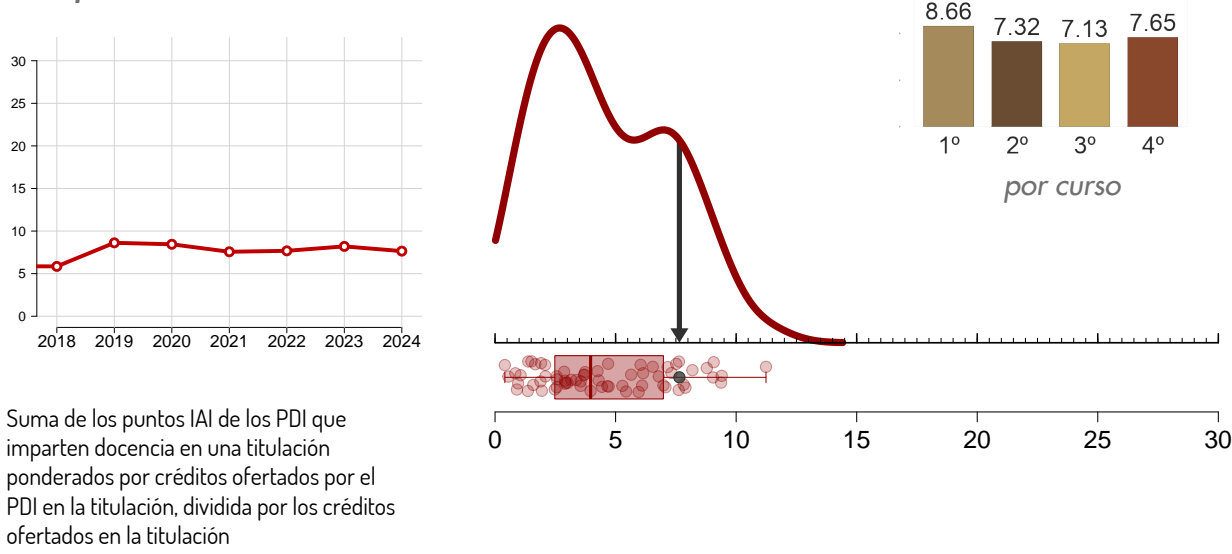 30
25
20
15
10
5
0
2018 2019 2020 2021 2022 2023 2024
Suma de los puntos IAI de los PDI que
imparten docencia en una titulación
ponderados por créditos ofertados por el
PDI en la titulación, dividida por los créditos
ofertados en la titulación
0 5 10 15 20 25 30
8.66 7.32 7.13 7.65
1º 2º 3º 4º
por curso